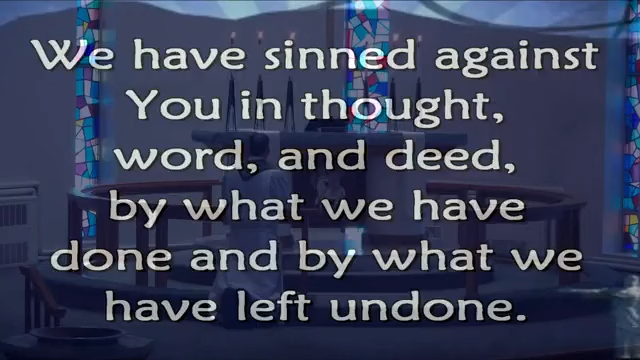 We have sinned against
You in thought,
word, and deed,
by what we have
done and by what we
have left undone.